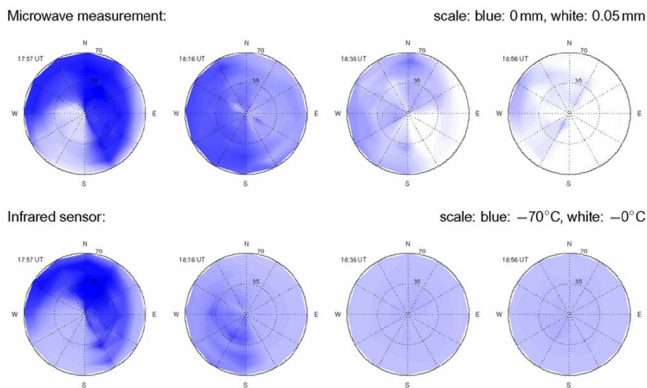 Microwave measurement: scale: blue: 0 mm, white: 0.05 mm
N N N N
17:57 UT 70 18:16 UT 70 18:36 UT 70 18:56 UT 70
35 35 35 35
W E W E W E W E
S S S S
Infrared sensor: scale: blue: −70°C, white: −0°C
N N N N
17:57 UT 70 18:16 UT 70 18:36 UT 70 18:56 UT 70
35 35 35 35
W E W E W E W E
S S S S